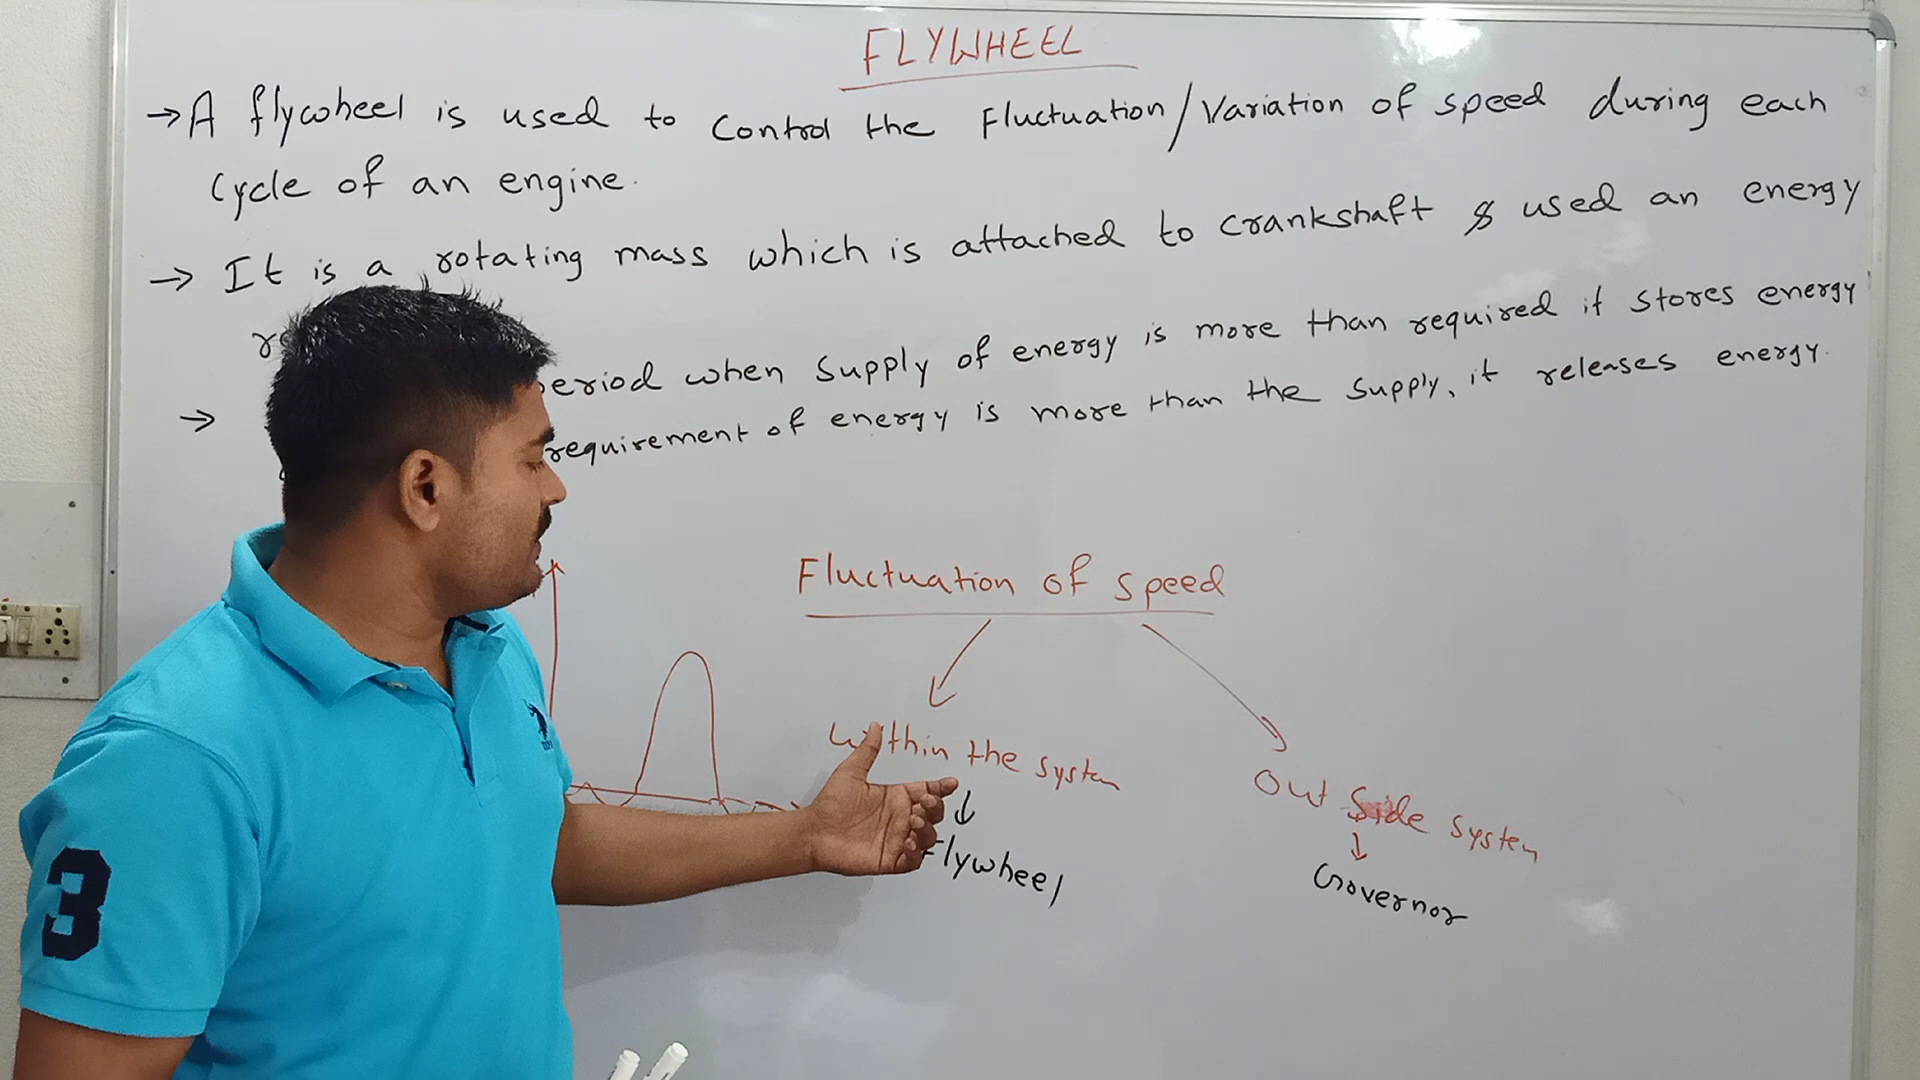 FLYWHEEL
→ A flywheel is used to control the Fluctuation/Variation of speed during each
cycle of an engine.
→ It is a rotating mass which is attached to crankshaft & used an energy
→ period when supply of energy is more than required it stores energy
requirement of energy is more than the supply, it releases energy.
Fluctuation of speed
Within the system
Out Side system
↓ ↓
Flywheel
Governor
3